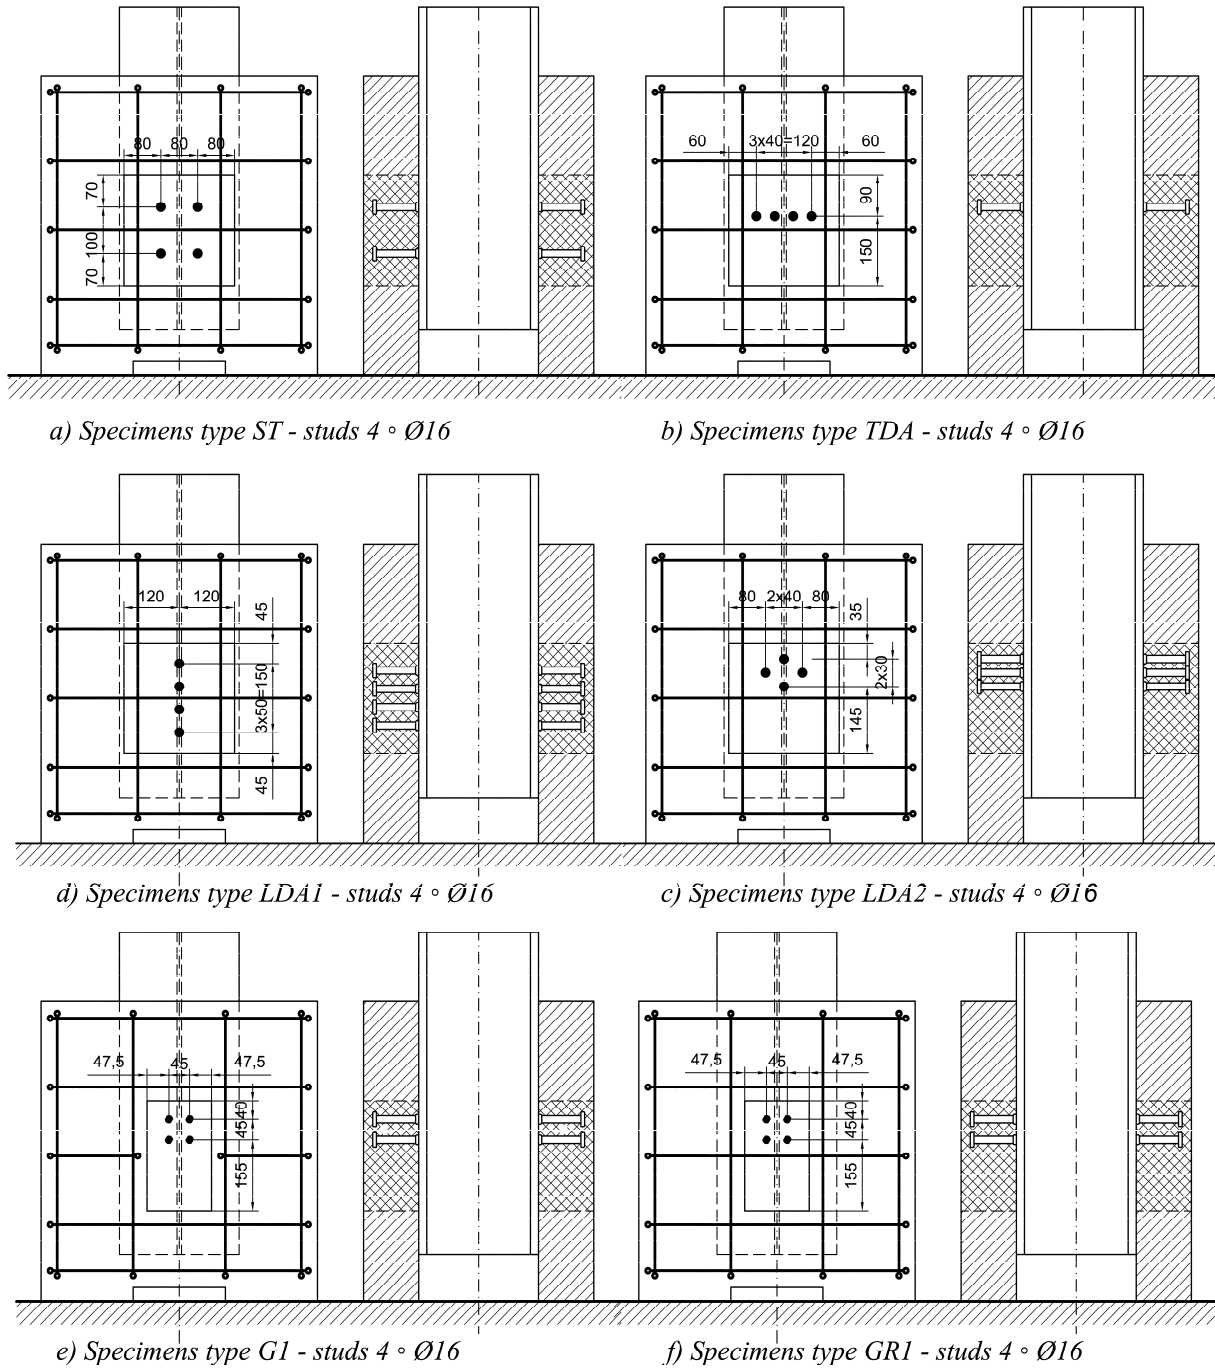 80 80 80
70
100
70
60 3x40=120 60
90
150
a) Specimens type ST - studs 4 ∘ Ø16
b) Specimens type TDA - studs 4 ∘ Ø16
120 120
45
3x50=150
45
80 2x40 80
35
2x30
145
d) Specimens type LDA1 - studs 4 ∘ Ø16
c) Specimens type LDA2 - studs 4 ∘ Ø16
47,5 45 47,5
40
45
155
47,5 45 47,5
40
45
155
e) Specimens type G1 - studs 4 ∘ Ø16
f) Specimens type GR1 - studs 4 ∘ Ø16